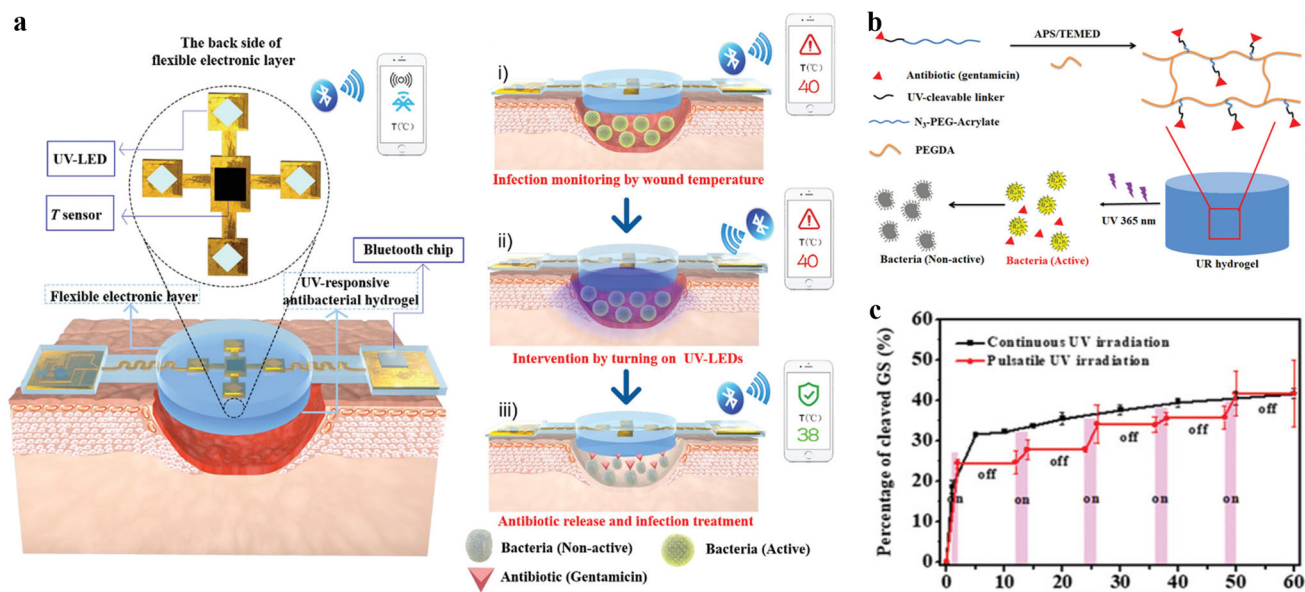 a
The back side of
flexible electronic layer
T (℃)
UV-LED
T sensor
Bluetooth chip
UV-responsive
antibacterial hydrogel
Flexible electronic layer
i)
T (℃)
40
Infection monitoring by wound temperature
ii)
T (℃)
40
Intervention by turning on UV-LEDs
iii)
T (℃)
38
Antibiotic release and infection treatment
Bacteria (Non-active)
Bacteria (Active)
Antibiotic (Gentamicin)
b
APS/TEMED
Antibiotic (gentamicin)
UV-cleavable linker
N₃-PEG-Acrylate
PEGDA
UV 365 nm
Bacteria (Non-active)
Bacteria (Active)
UR hydrogel
c
Percentage of cleaved GS (%)
60
50
40
30
20
10
0
Continuous UV irradiation
Pulsatile UV irradiation
off
off
off
off
off
on
on
on
on
on
0
10
20
30
40
50
60